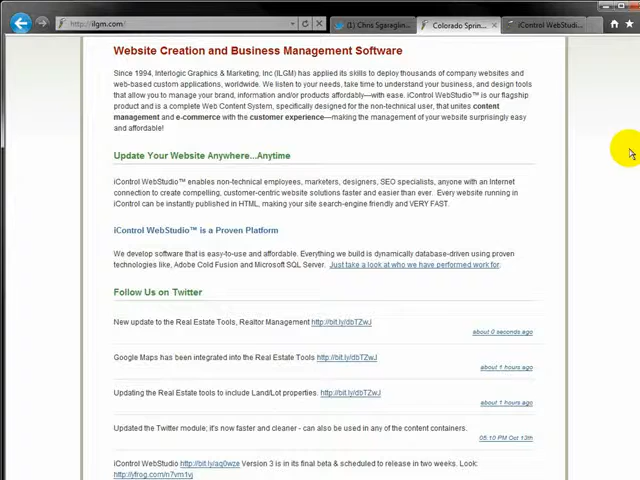 http://ilgm.com/
Chris Sgaraglin...
Colorado Sprin...
iControl WebStudi...
Website Creation and Business Management Software
Since 1994, Interlogic Graphics & Marketing, Inc (ILGM) has applied its skills to deploy thousands of company websites and
web-based custom applications, worldwide. We listen to your needs, take time to understand your business, and design tools
that allow you to manage your brand, information and/or products affordably—with ease. iControl WebStudio™ is our flagship
product and is a complete Web Content System, specifically designed for the non-technical user, that unites content
management and e-commerce with the customer experience—making the management of your website surprisingly easy
and affordable!
Update Your Website Anywhere...Anytime
iControl WebStudio™ enables non-technical employees, marketers, designers, SEO specialists, anyone with an Internet
connection to create compelling, customer-centric website solutions faster and easier than ever. Every website running in
iControl can be instantly published in HTML, making your site search-engine friendly and VERY FAST.
iControl WebStudio™ is a Proven Platform
We develop software that is easy-to-use and affordable. Everything we build is dynamically database-driven using proven
technologies like, Adobe Cold Fusion and Microsoft SQL Server. Just take a look at who we have performed work for.
Follow Us on Twitter
New update to the Real Estate Tools, Realtor Management http://bit.ly/dbTZwJ
about 0 seconds ago
Google Maps has been integrated into the Real Estate Tools http://bit.ly/dbTZwJ
about 1 hours ago
Updating the Real Estate tools to include Land/Lot properties. http://bit.ly/dbTZwJ
about 1 hours ago
Updated the Twitter module; it's now faster and cleaner - can also be used in any of the content containers.
05:10 PM Oct 13th
iControl WebStudio http://bit.ly/aq0wze Version 3 is in its final beta & scheduled to release in two weeks. Look:
http://yfrog.com/n7vm1vj